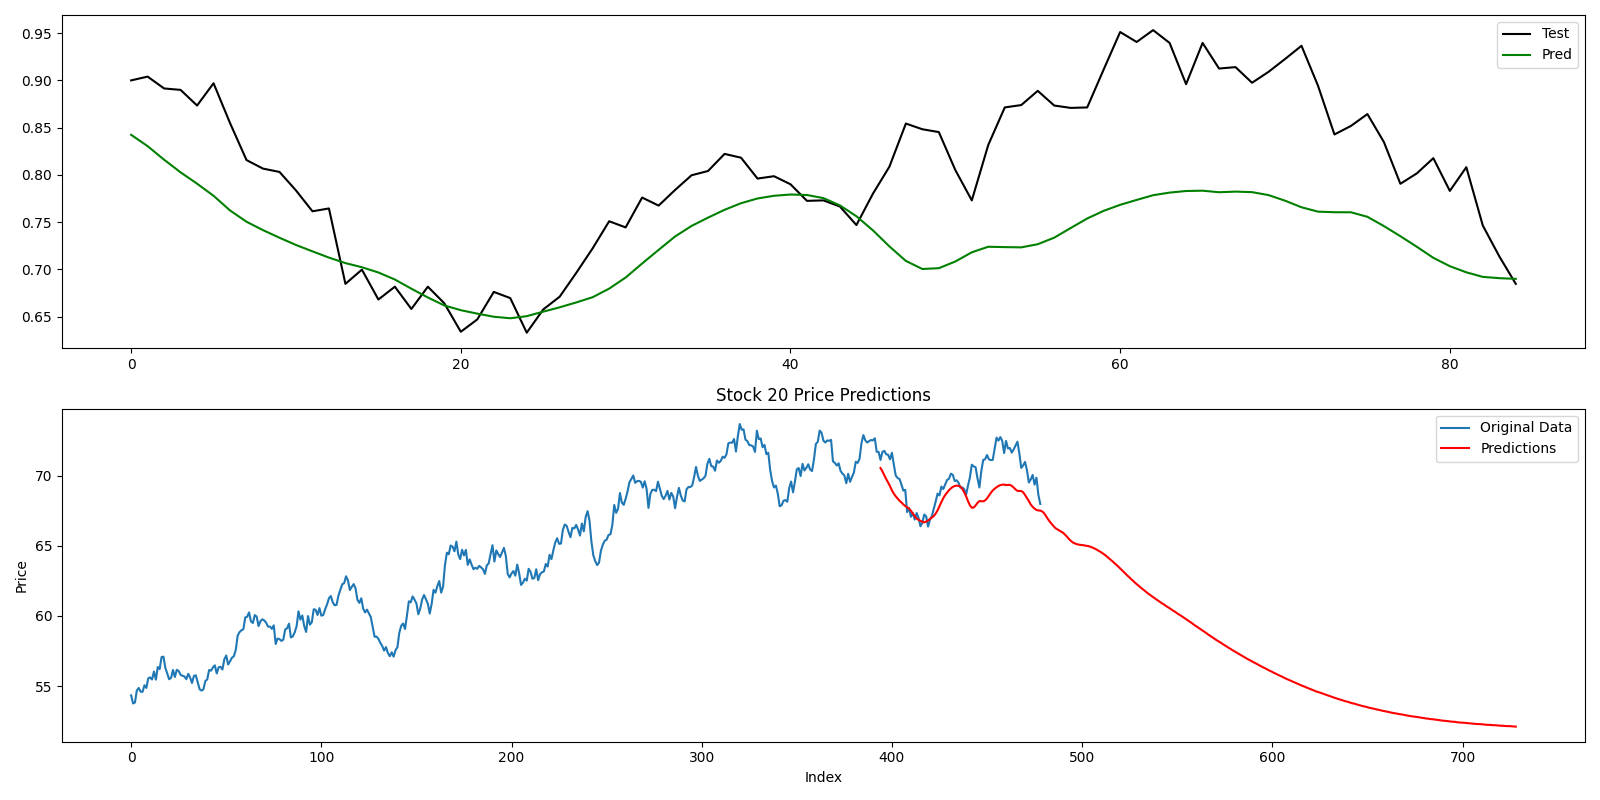 0.95
0.90
0.85
0.80
0.75
0.70
0.65
Test
Pred
0 20 40 60 80
Stock 20 Price Predictions
Price
70
65
60
55
Original Data
Predictions
0 100 200 300 400 500 600 700
Index